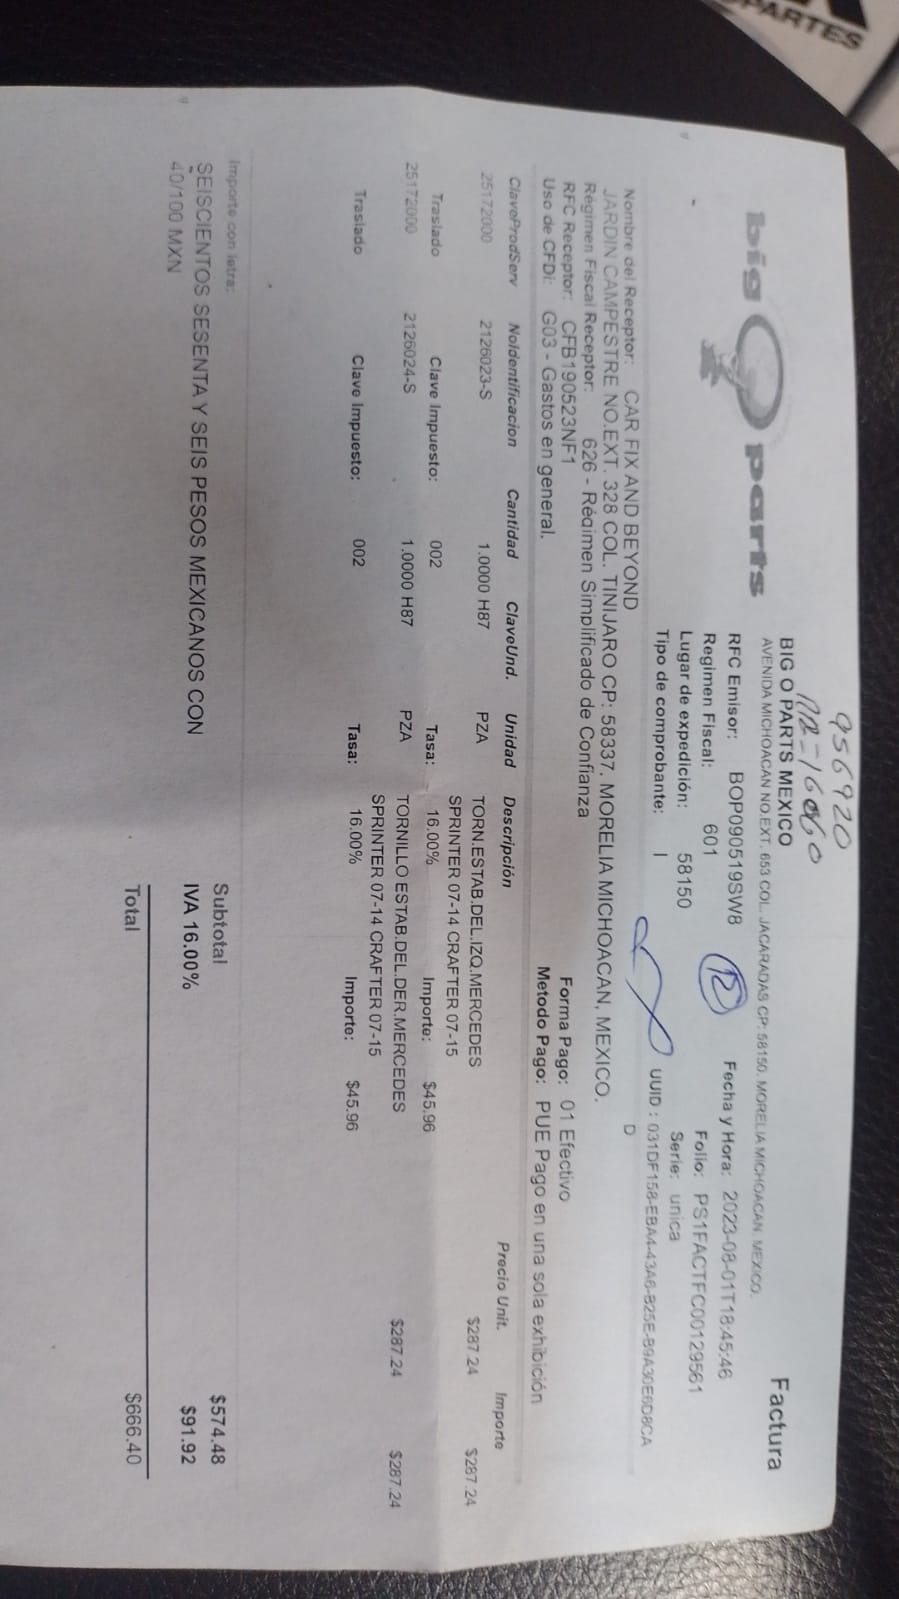 OPARTES
956920
big O parts
BIG O PARTS MEXICO
Factura
AVENIDA MICHOACAN NO.EXT. 653 COL. JACARADAS CP: 58150. MORELIA MICHOACAN. MEXICO.
RFC Emisor: BOP090519SW8
12
Fecha y Hora: 2023-08-01T18:45:46
Regimen Fiscal: 601
Folio: PS1FACTFC00129561
Lugar de expedición: 58150
Serie: unica
Tipo de comprobante: I
UUID : 031DF158-EBA4-43A6-B25E-89A30E6D8CA
D
Nombre del Receptor: CAR FIX AND BEYOND
JARDIN CAMPESTRE NO.EXT. 328 COL. TINIJARO CP: 58337. MORELIA MICHOACAN, MEXICO.
Régimen Fiscal Receptor: 626 - Régimen Simplificado de Confianza
RFC Receptor: CFB190523NF1
Forma Pago: 01 Efectivo
Uso de CFDi: G03 - Gastos en general.
Metodo Pago: PUE Pago en una sola exhibición
ClaveProdServ NoIdentificacion Cantidad ClaveUnd. Unidad Descripción Precio Unit. Importe
25172000 2126023-S 1.0000 H87 PZA TORN.ESTAB.DEL.IZQ.MERCEDES $287.24 $287.24
SPRINTER 07-14 CRAFTER 07-15
Traslado Clave Impuesto: 002 Tasa: 16.00% Importe: $45.96
25172000 2126024-S 1.0000 H87 PZA TORNILLO ESTAB.DEL.DER.MERCEDES $287.24 $287.24
SPRINTER 07-14 CRAFTER 07-15
Traslado Clave Impuesto: 002 Tasa: 16.00% Importe: $45.96
Importe con letra:
SEISCIENTOS SESENTA Y SEIS PESOS MEXICANOS CON
40/100 MXN
Subtotal $574.48
IVA 16.00% $91.92
Total $666.40